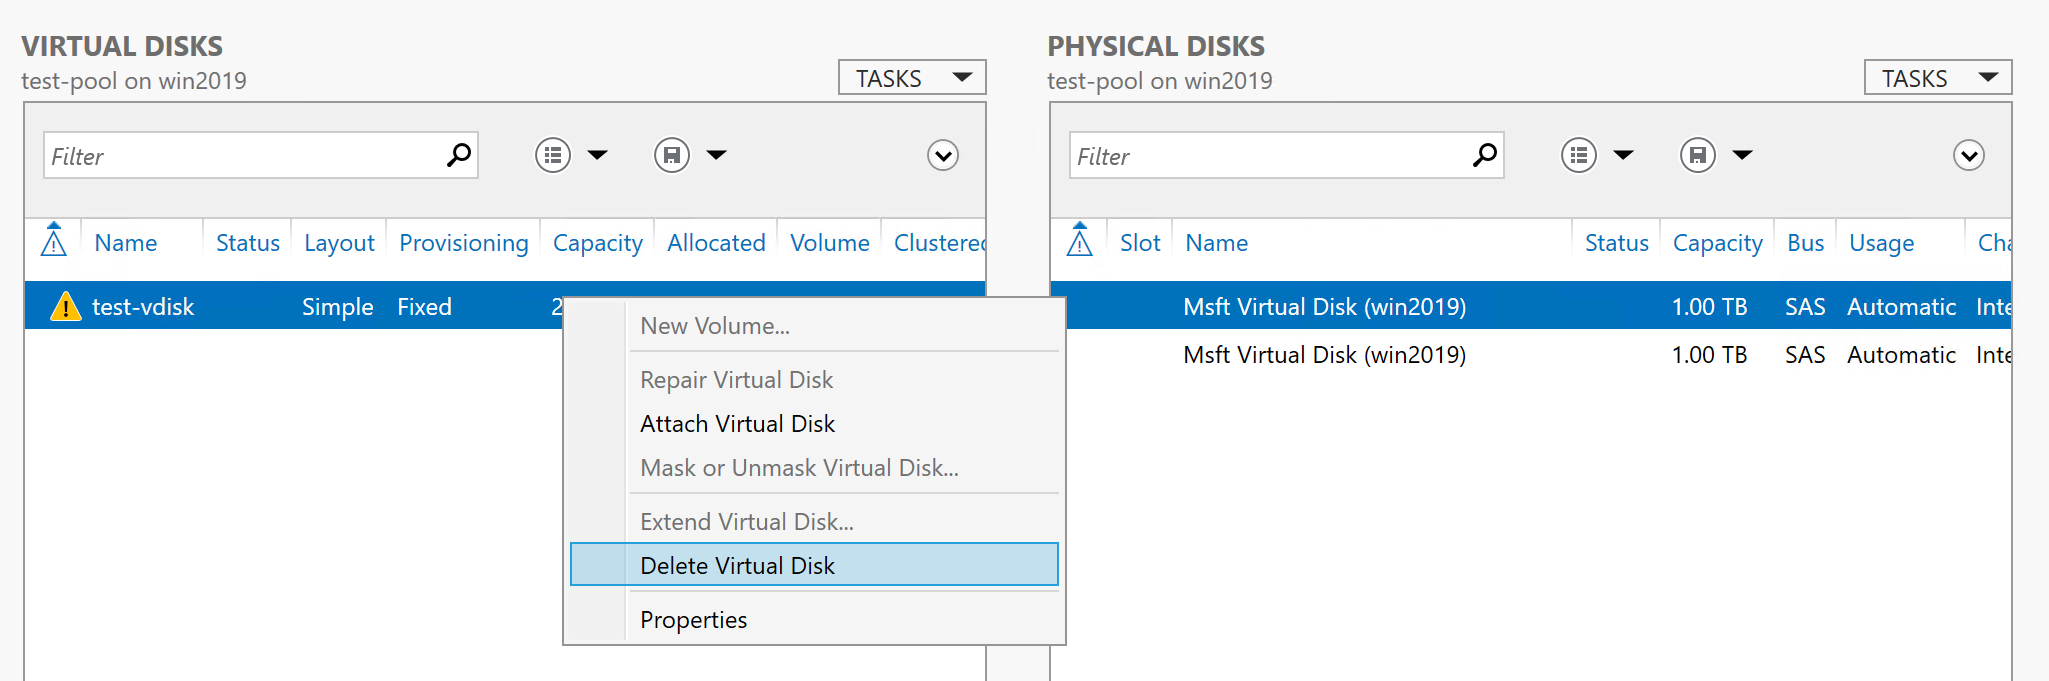 VIRTUAL DISKS
test-pool on win2019
TASKS
Filter
Name Status Layout Provisioning Capacity Allocated Volume Clustered
test-vdisk Simple Fixed 2
New Volume...
Repair Virtual Disk
Attach Virtual Disk
Mask or Unmask Virtual Disk...
Extend Virtual Disk...
Delete Virtual Disk
Properties
PHYSICAL DISKS
test-pool on win2019
TASKS
Filter
Slot Name Status Capacity Bus Usage Cha
Msft Virtual Disk (win2019) 1.00 TB SAS Automatic Inte
Msft Virtual Disk (win2019) 1.00 TB SAS Automatic Inte